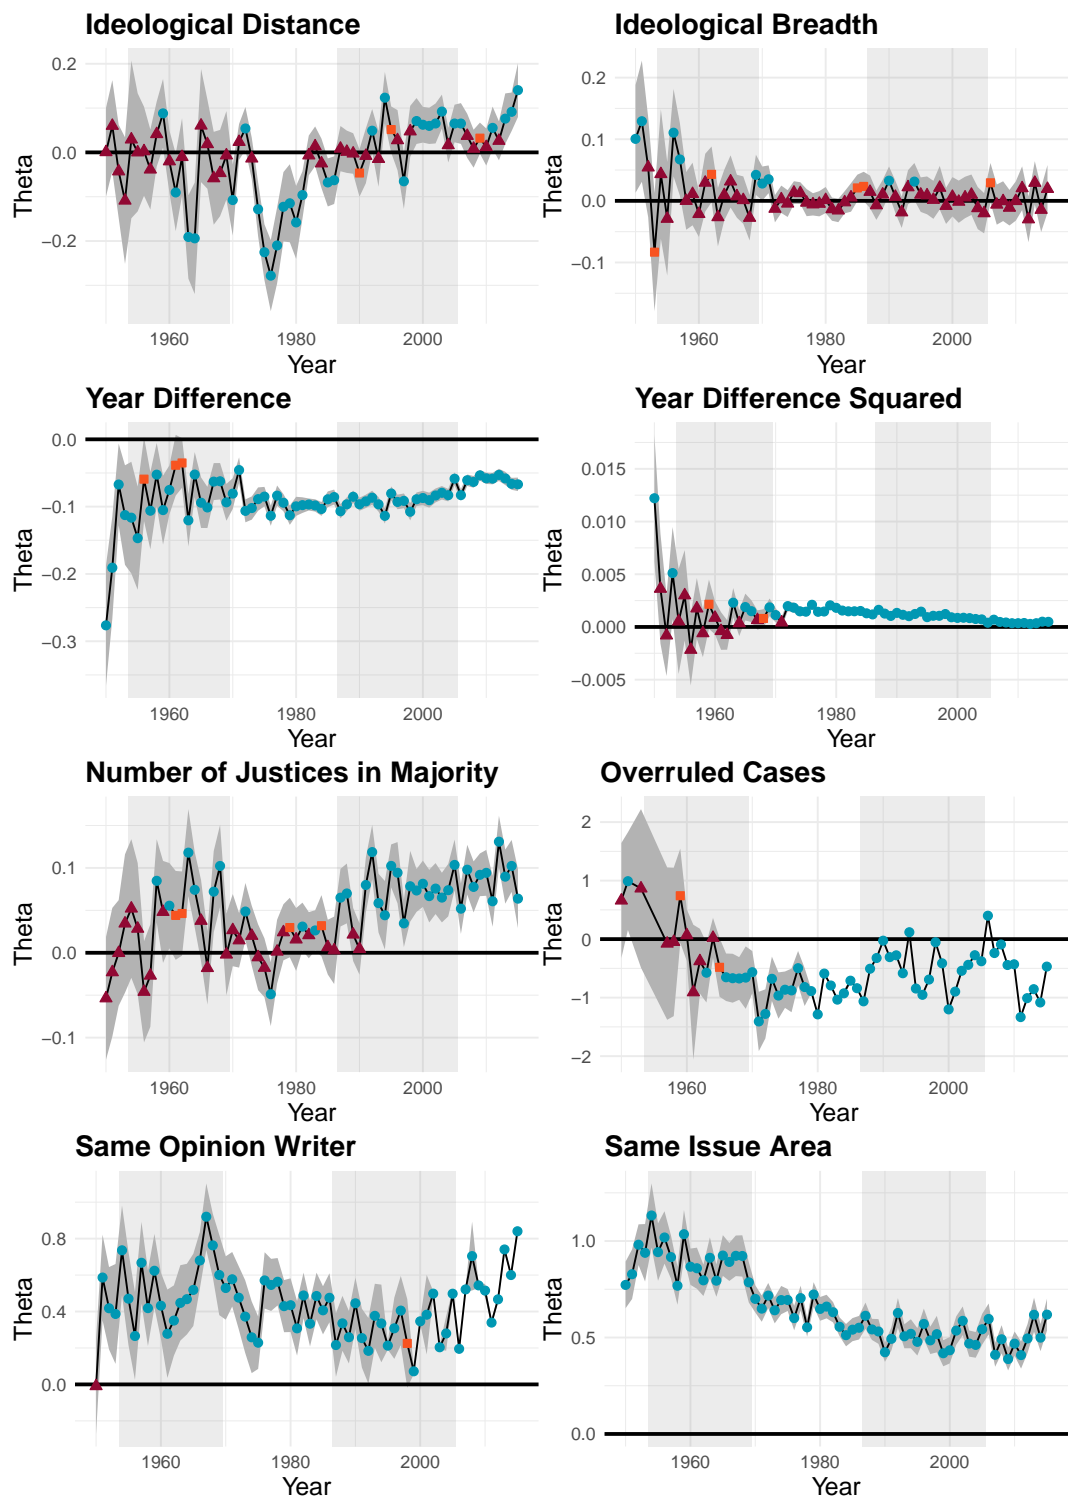 Ideological Distance
Ideological Breadth
0.2
0.0
−0.2
Theta
1960
1980
2000
Year
0.2
0.1
0.0
−0.1
Theta
1960
1980
2000
Year
Year Difference
Year Difference Squared
0.0
−0.1
−0.2
−0.3
Theta
1960
1980
2000
Year
0.015
0.010
0.005
0.000
−0.005
Theta
1960
1980
2000
Year
Number of Justices in Majority
Overruled Cases
0.1
0.0
−0.1
Theta
1960
1980
2000
Year
2
1
0
−1
−2
Theta
1960
1980
2000
Year
Same Opinion Writer
Same Issue Area
0.8
0.4
0.0
Theta
1960
1980
2000
Year
1.0
0.5
0.0
Theta
1960
1980
2000
Year